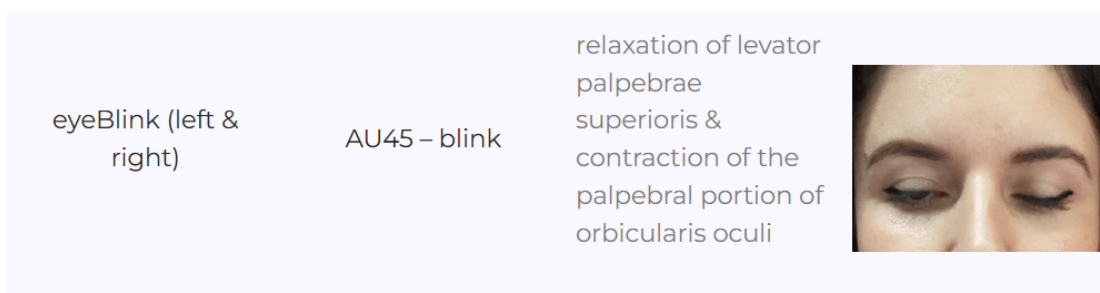 eyeBlink (left &
right)
AU45 – blink
relaxation of levator
palpebrae
superioris &
contraction of the
palpebral portion of
orbicularis oculi